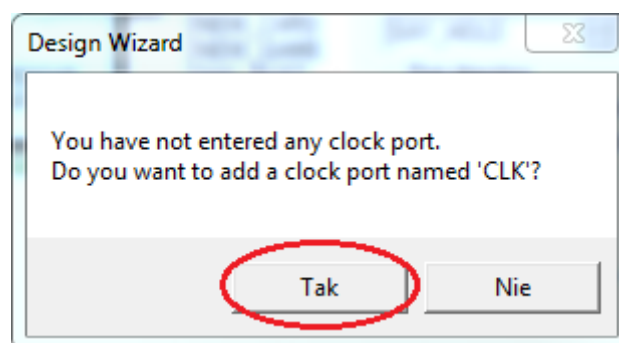 Design Wizard
You have not entered any clock port.
Do you want to add a clock port named 'CLK'?
Tak
Nie